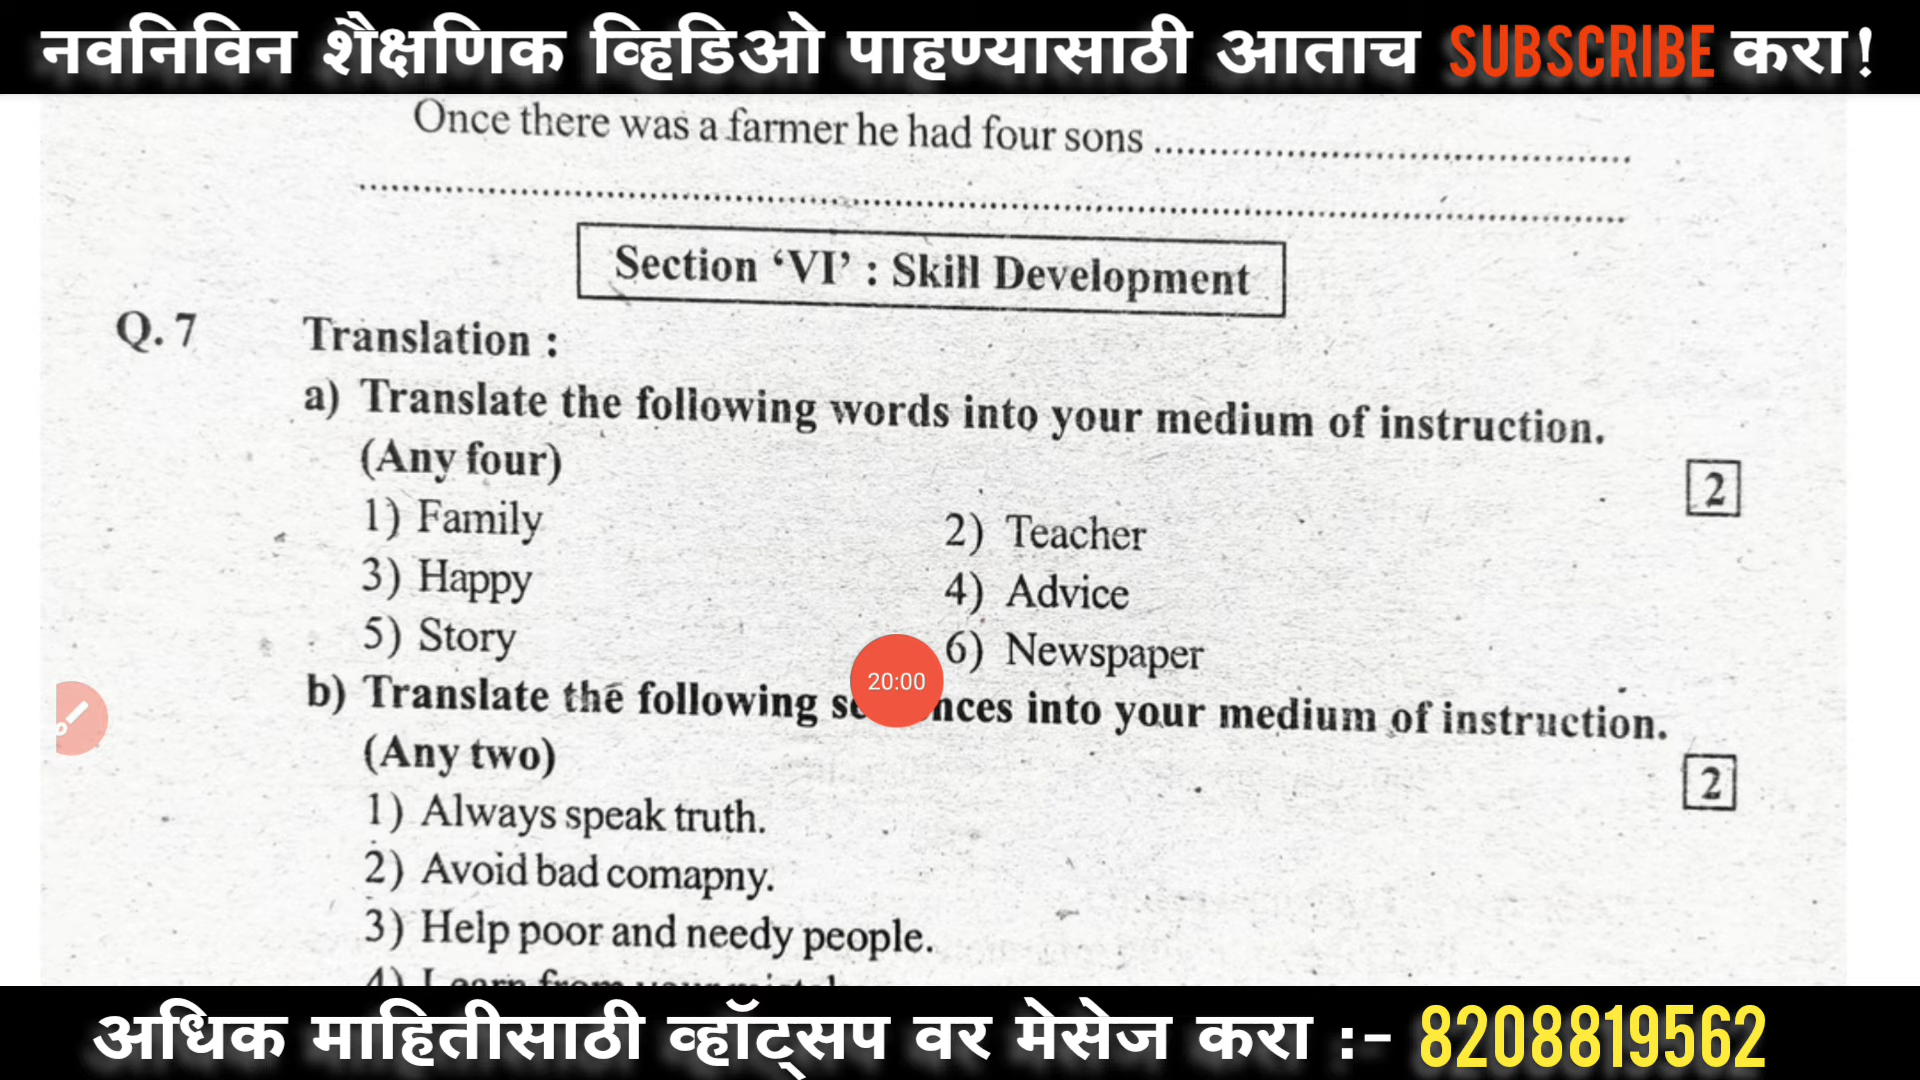 नवनिविन शैक्षणिक व्हिडिओ पाहण्यासाठी आताच SUBSCRIBE करा!
Once there was a farmer he had four sons ................................................
................................................................................................
Section ‘VI’ : Skill Development
Q. 7 Translation :
a) Translate the following words into your medium of instruction.
(Any four) 2
1) Family 2) Teacher
3) Happy 4) Advice
5) Story 6) Newspaper
20:00
b) Translate the following into your medium of instruction.
(Any two) 2
1) Always speak truth.
2) Avoid bad comapny.
3) Help poor and needy people.
4) Learn from your
अधिक माहितीसाठी व्हॉट्सप वर मेसेज करा :- 8208819562